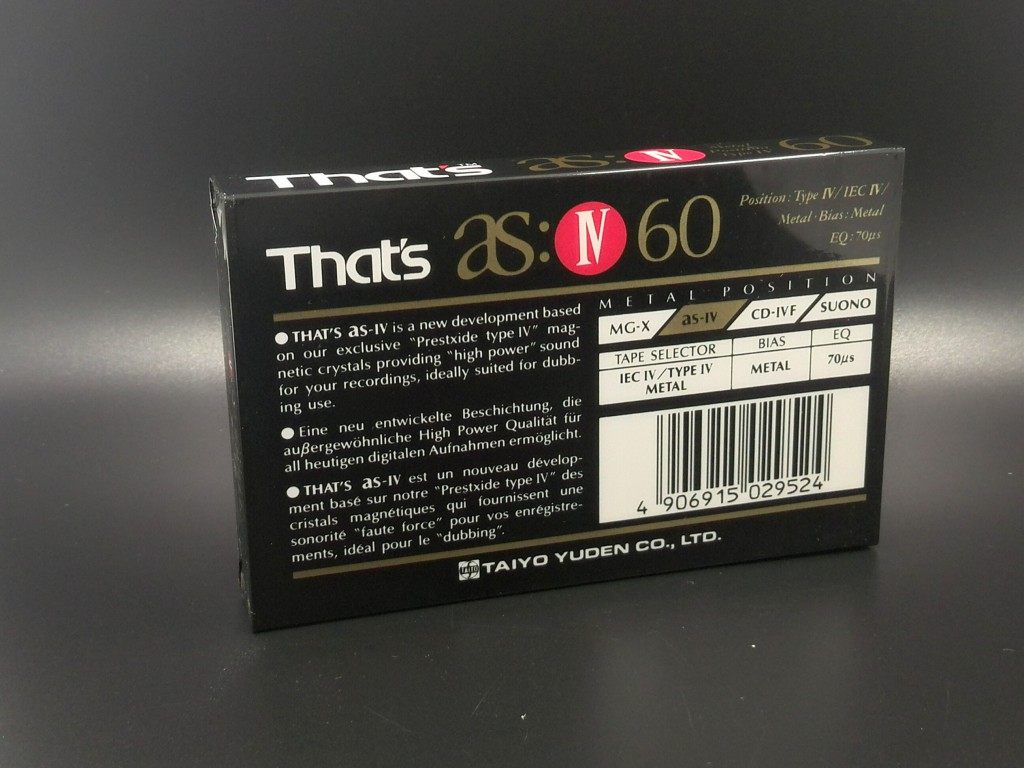 That's™ as: IV 60
That's as: IV 60
Position: Type IV/IEC IV/
Metal·Bias: Metal
EQ: 70μs
METAL POSITION
MG-X as-IV CD-IVF SUONO
TAPE SELECTOR BIAS EQ
IEC IV/TYPE IV METAL 70μs
METAL
● THAT'S as-IV is a new development based
on our exclusive "Prestxide type IV" mag-
netic crystals providing "high power" sound
for your recordings, ideally suited for dubb-
ing use.
● Eine neu entwickelte Beschichtung, die
außergewöhnliche High Power Qualität für
all heutigen digitalen Aufnahmen ermöglicht.
● THAT'S as-IV est un nouveau dévelop-
ment basé sur notre "Prestxide type IV" des
cristals magnétiques qui fournissent une
sonorité "faute force" pour vos enrégistre-
ments, idéal pour le "dubbing".
4 906915 029524
TAIYO TAIYO YUDEN CO., LTD.